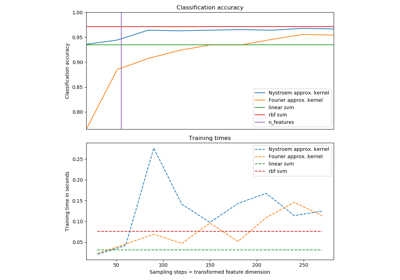 Classification accuracy
1.00
0.95
0.90
0.85
0.80
Classification accuracy
Nystroem approx. kernel
Fourier approx. kernel
linear svm
rbf svm
n_features
Training times
0.25
0.20
0.15
0.10
0.05
Training time in seconds
Nystroem approx. kernel
Fourier approx. kernel
linear svm
rbf svm
50
100
150
200
250
Sampling steps = transformed feature dimension